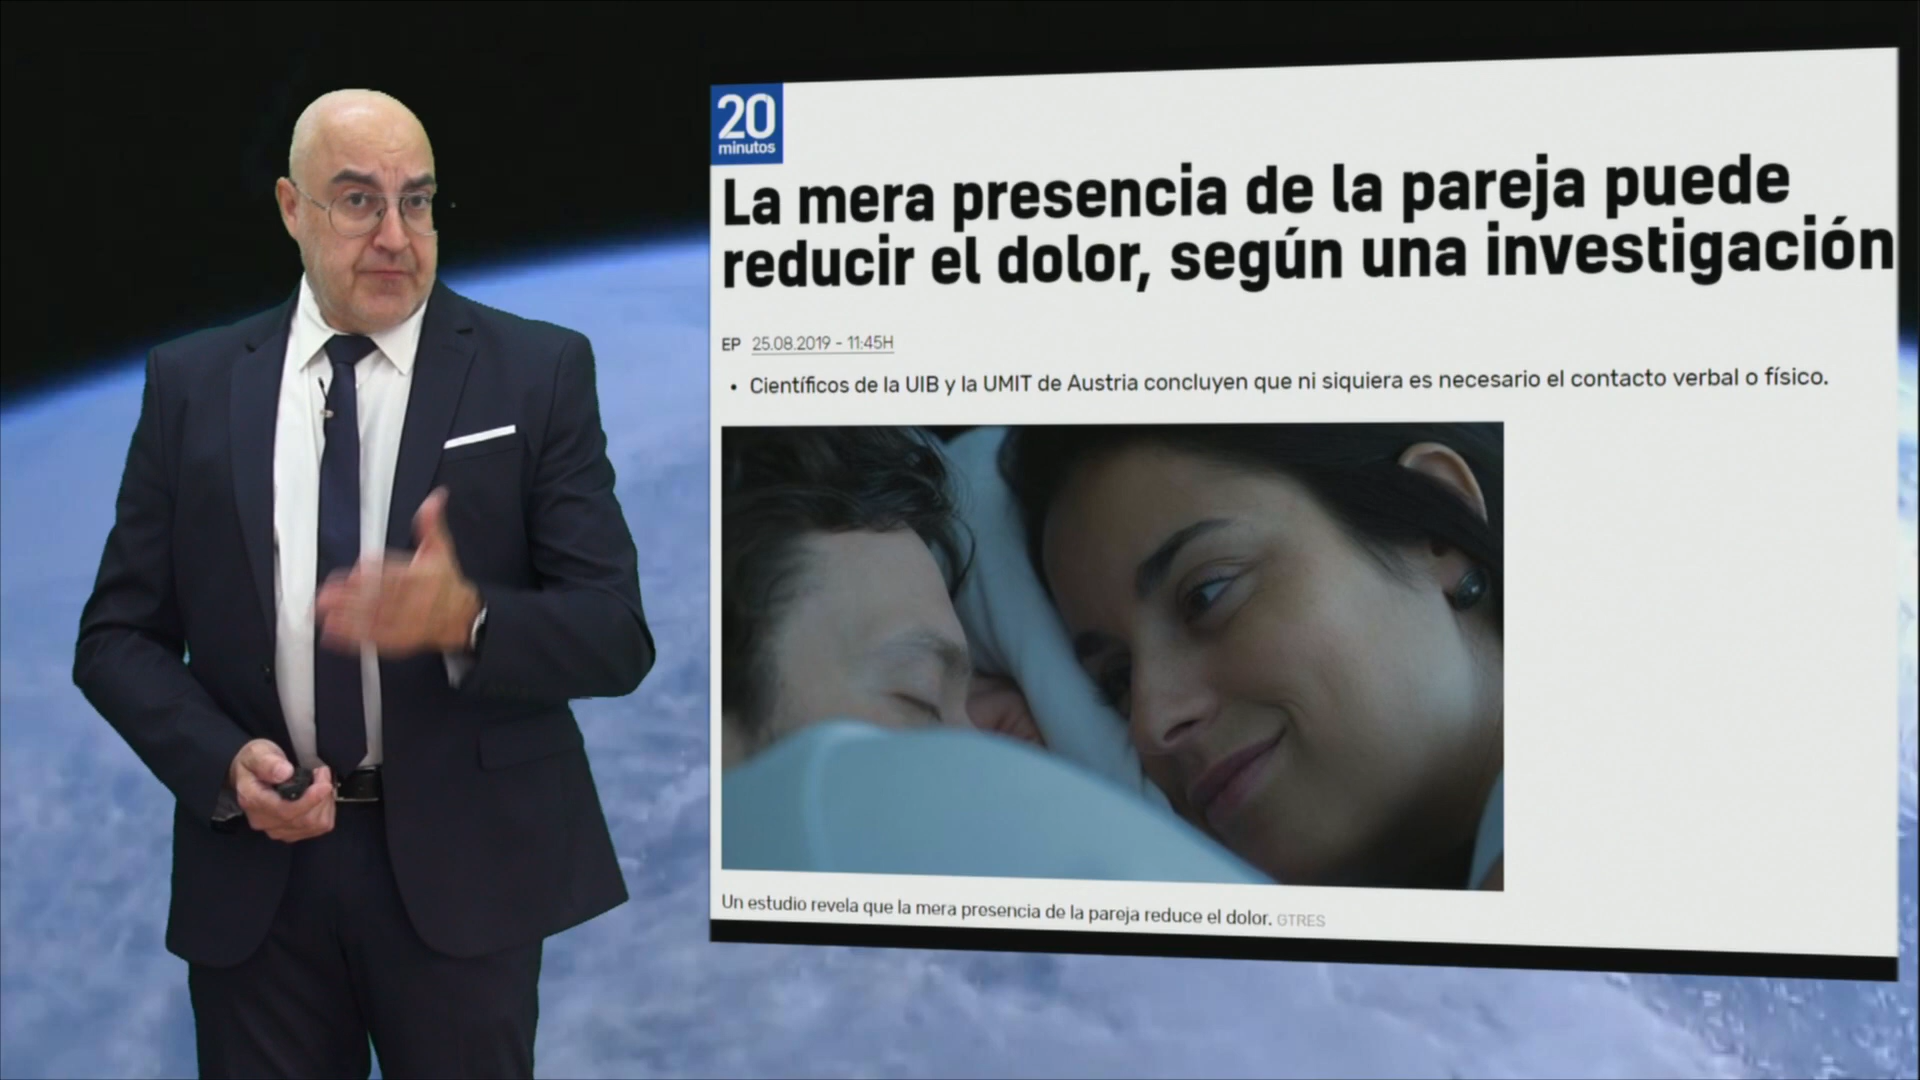 20
minutos
La mera presencia de la pareja puede
reducir el dolor, según una investigación
EP 25.08.2019 - 11:45H
• Científicos de la UIB y la UMIT de Austria concluyen que ni siquiera es necesario el contacto verbal o físico.
Un estudio revela que la mera presencia de la pareja reduce el dolor. GTRES